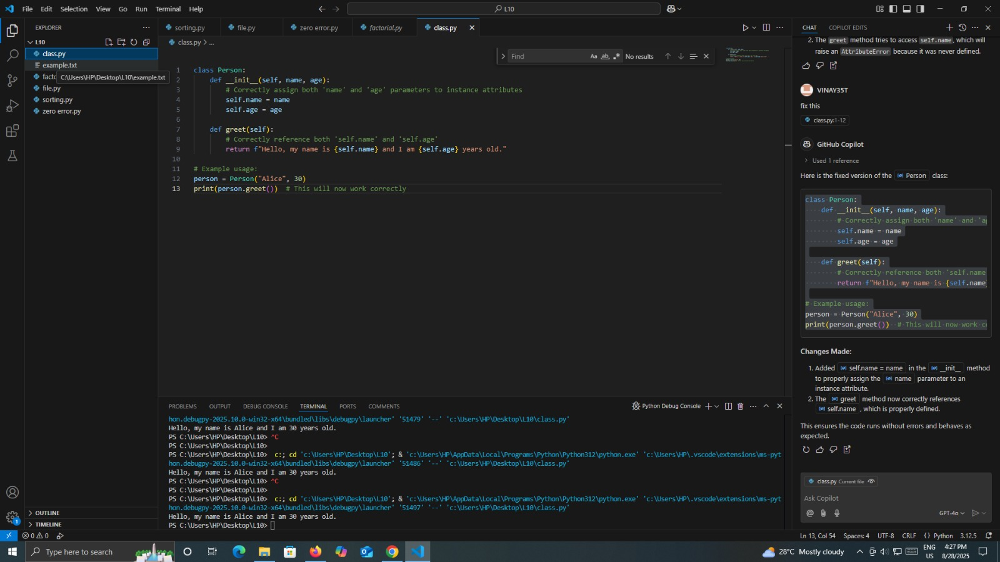 File Edit Selection View Go Run Terminal Help
L10
EXPLORER
L10
class.py
example.txt
facto
C:\Users\HP\Desktop\L10\example.txt
file.py
sorting.py
zero error.py
OUTLINE
TIMELINE
sorting.py
file.py
zero error.py
factorial.py
class.py
class.py > ...
Find
Aa ab
No results
1 class Person:
2 def __init__(self, name, age):
3 # Correctly assign both 'name' and 'age' parameters to instance attributes
4 self.name = name
5 self.age = age
6
7 def greet(self):
8 # Correctly reference both 'self.name' and 'self.age'
9 return f"Hello, my name is {self.name} and I am {self.age} years old."
10
11 # Example usage:
12 person = Person("Alice", 30)
13 print(person.greet())  # This will now work correctly
PROBLEMS OUTPUT DEBUG CONSOLE TERMINAL PORTS COMMENTS
Python Debug Console
hon.debugpy-2025.10.0-win32-x64\bundled\libs\debugpy\launcher' '51479' '--' 'c:\Users\HP\Desktop\L10\class.py'
Hello, my name is Alice and I am 30 years old.
PS C:\Users\HP\Desktop\L10> ^C
PS C:\Users\HP\Desktop\L10>
PS C:\Users\HP\Desktop\L10>  c:; cd 'c:\Users\HP\Desktop\L10'; & 'c:\Users\HP\AppData\Local\Programs\Python\Python312\python.exe' 'c:\Users\HP\.vscode\extensions\ms-pyt
hon.debugpy-2025.10.0-win32-x64\bundled\libs\debugpy\launcher' '51486' '--' 'c:\Users\HP\Desktop\L10\class.py'
Hello, my name is Alice and I am 30 years old.
PS C:\Users\HP\Desktop\L10> ^C
PS C:\Users\HP\Desktop\L10>
PS C:\Users\HP\Desktop\L10>  c:; cd 'c:\Users\HP\Desktop\L10'; & 'c:\Users\HP\AppData\Local\Programs\Python\Python312\python.exe' 'c:\Users\HP\.vscode\extensions\ms-pyt
hon.debugpy-2025.10.0-win32-x64\bundled\libs\debugpy\launcher' '51497' '--' 'c:\Users\HP\Desktop\L10\class.py'
Hello, my name is Alice and I am 30 years old.
PS C:\Users\HP\Desktop\L10>
CHAT COPILOT EDITS
2. The greet method tries to access self.name, which will
raise an AttributeError because it was never defined.
VINAY35T
fix this
class.py:1-12
GitHub Copilot
Used 1 reference
Here is the fixed version of the Person class:
class Person:
def __init__(self, name, age):
# Correctly assign both 'name' and 'ag
self.name = name
self.age = age
def greet(self):
# Correctly reference both 'self.name
return f"Hello, my name is {self.name
# Example usage:
person = Person("Alice", 30)
print(person.greet())  # This will now work co
Changes Made:
1. Added self.name = name in the __init__ method
to properly assign the name parameter to an
instance attribute.
2. The greet method now correctly references
self.name , which is properly defined.
This ensures the code runs without errors and behaves as
expected.
class.py Current file
Ask Copilot
GPT-4o
1
0 0
Ln 13, Col 54 Spaces: 4 UTF-8 CRLF {} Python 3.12.5
Type here to search
28°C Mostly cloudy
ENG
US
4:27 PM
8/28/2025